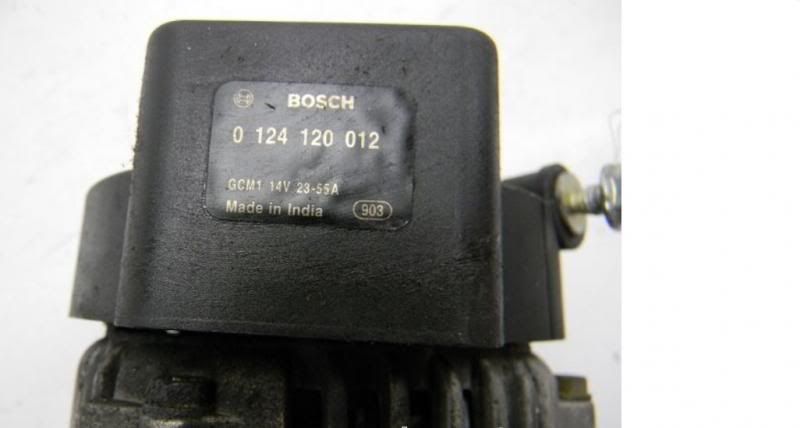 BOSCH
0 124 120 012
GCM1 14V 23-55A
Made in India 903